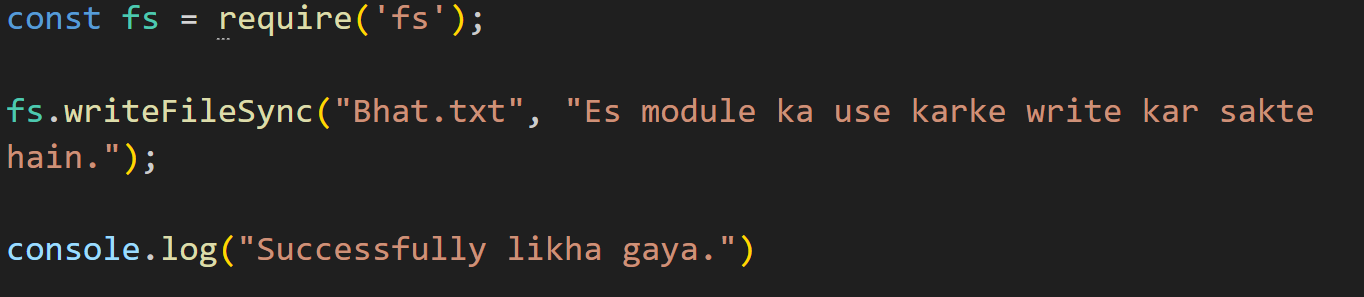 const fs = require('fs');
fs.writeFileSync("Bhat.txt", "Es module ka use karke write kar sakte
hain.");
console.log("Successfully likha gaya.")